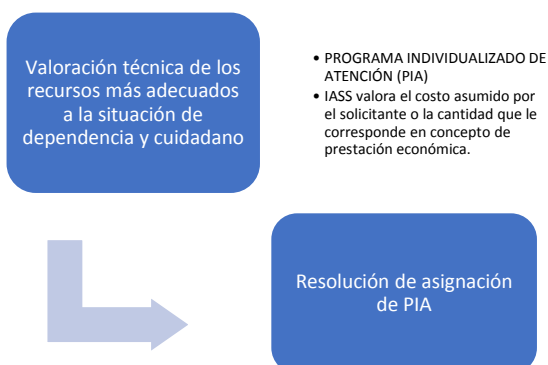 Valoración técnica de los
recursos más adecuados
a la situación de
dependencia y cuidadano
• PROGRAMA INDIVIDUALIZADO DE
ATENCIÓN (PIA)
• IASS valora el costo asumido por
el solicitante o la cantidad que le
corresponde en concepto de
prestación económica.
Resolución de asignación
de PIA